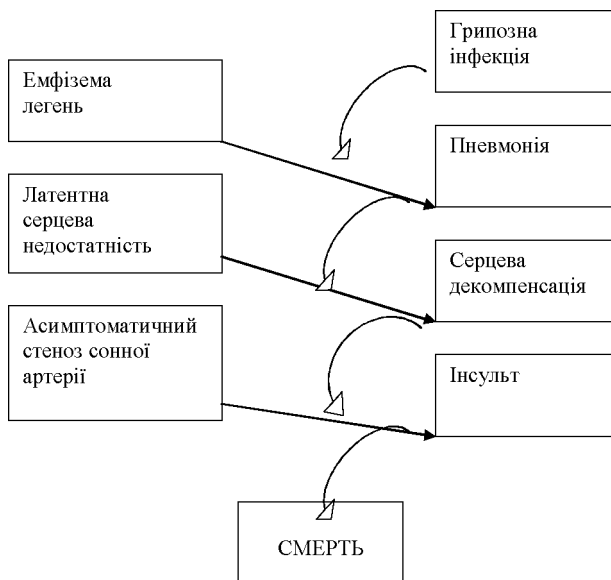 Грипозна
інфекція
Емфізема
легень
Пневмонія
Латентна
серцева
недостатність
Серцева
декомпенсація
Асимптоматичний
стеноз сонної
артерії
Інсульт
СМЕРТЬ